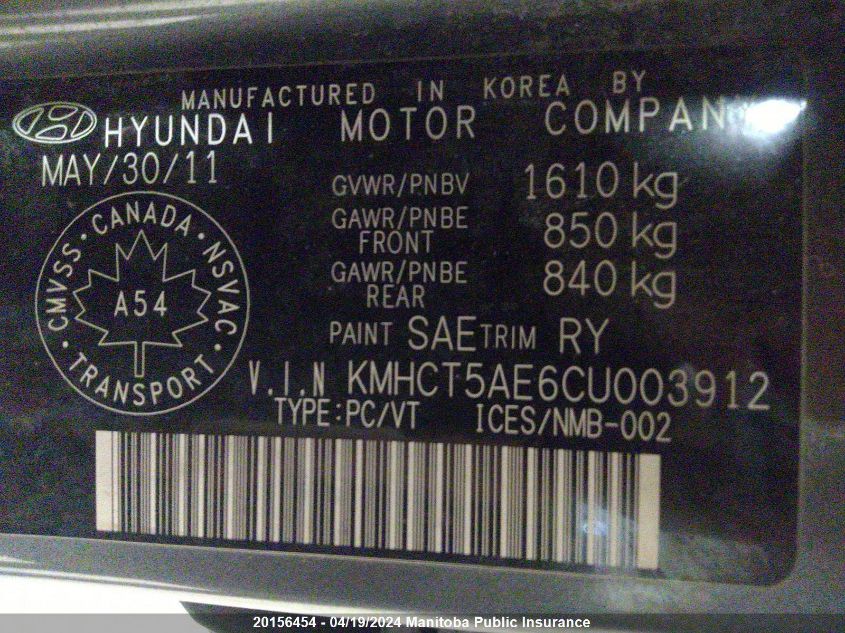 MANUFACTURED IN KOREA BY
HYUNDAI MOTOR COMPAN
MAY/30/11
GVWR/PNBV 1610 kg
GAWR/PNBE FRONT 850 kg
GAWR/PNBE REAR 840 kg
CANADA · NSVAC · TRANSPORT · CMVSS ·
A54
PAINT SAE TRIM RY
V.I.N KMHCT5AE6CU003912
TYPE:PC/VT ICES/NMB-002
20156454 - 04/19/2024 Manitoba Public Insurance